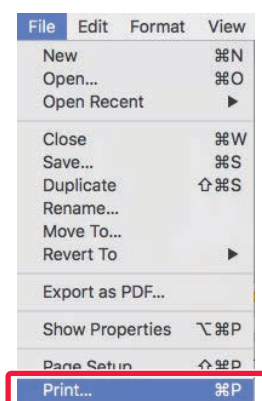 File Edit Format View
New ⌘N
Open... ⌘O
Open Recent ▶
Close ⌘W
Save... ⌘S
Duplicate ⇧⌘S
Rename...
Move To...
Revert To ▶
Export as PDF...
Show Properties ⌥⌘P
Page Setup ⇧⌘P
Print... ⌘P